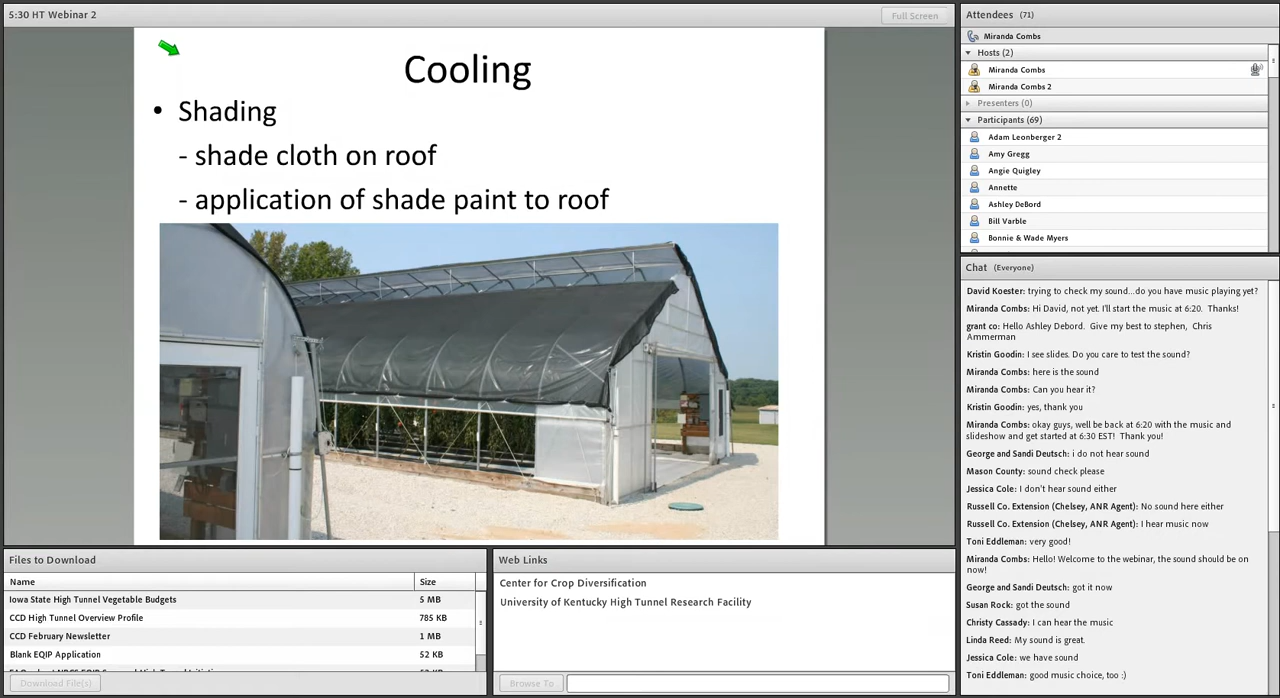 5:30 HT Webinar 2
Full Screen
Cooling
• Shading
- shade cloth on roof
- application of shade paint to roof
Files to Download
Name Size
Iowa State High Tunnel Vegetable Budgets 5 MB
CCD High Tunnel Overview Profile 785 KB
CCD February Newsletter 1 MB
Blank EQIP Application 52 KB
Download File(s)
Web Links
Center for Crop Diversification
University of Kentucky High Tunnel Research Facility
Browse To
Attendees (71)
Miranda Combs
Hosts (2)
Miranda Combs
Miranda Combs 2
Presenters (0)
Participants (69)
Adam Leonberger 2
Amy Gregg
Angie Quigley
Annette
Ashley DeBord
Bill Varble
Bonnie & Wade Myers
Chat (Everyone)
David Koester: trying to check my sound...do you have music playing yet?
Miranda Combs: Hi David, not yet. I'll start the music at 6:20. Thanks!
grant co: Hello Ashley Debord. Give my best to stephen, Chris
Ammerman
Kristin Goodin: I see slides. Do you care to test the sound?
Miranda Combs: here is the sound
Miranda Combs: Can you hear it?
Kristin Goodin: yes, thank you
Miranda Combs: okay guys, well be back at 6:20 with the music and
slideshow and get started at 6:30 EST! Thank you!
George and Sandi Deutsch: i do not hear sound
Mason County: sound check please
Jessica Cole: I don't hear sound either
Russell Co. Extension (Chelsey, ANR Agent): No sound here either
Russell Co. Extension (Chelsey, ANR Agent): I hear music now
Toni Eddleman: very good!
Miranda Combs: Hello! Welcome to the webinar, the sound should be on
now!
George and Sandi Deutsch: got it now
Susan Rock: got the sound
Christy Cassady: I can hear the music
Linda Reed: My sound is great.
Jessica Cole: we have sound
Toni Eddleman: good music choice, too :)